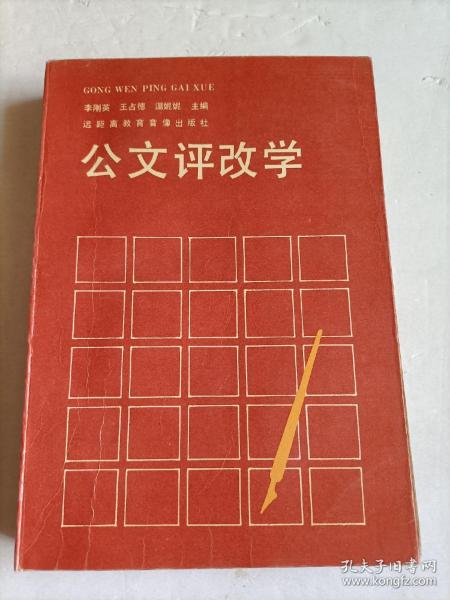 GONG WEN PING GAI XUE
李刚英 王占德 温妮妮 主编
远距离教育音像出版社
公文评改学
孔夫子旧书网
www.kongfz.com